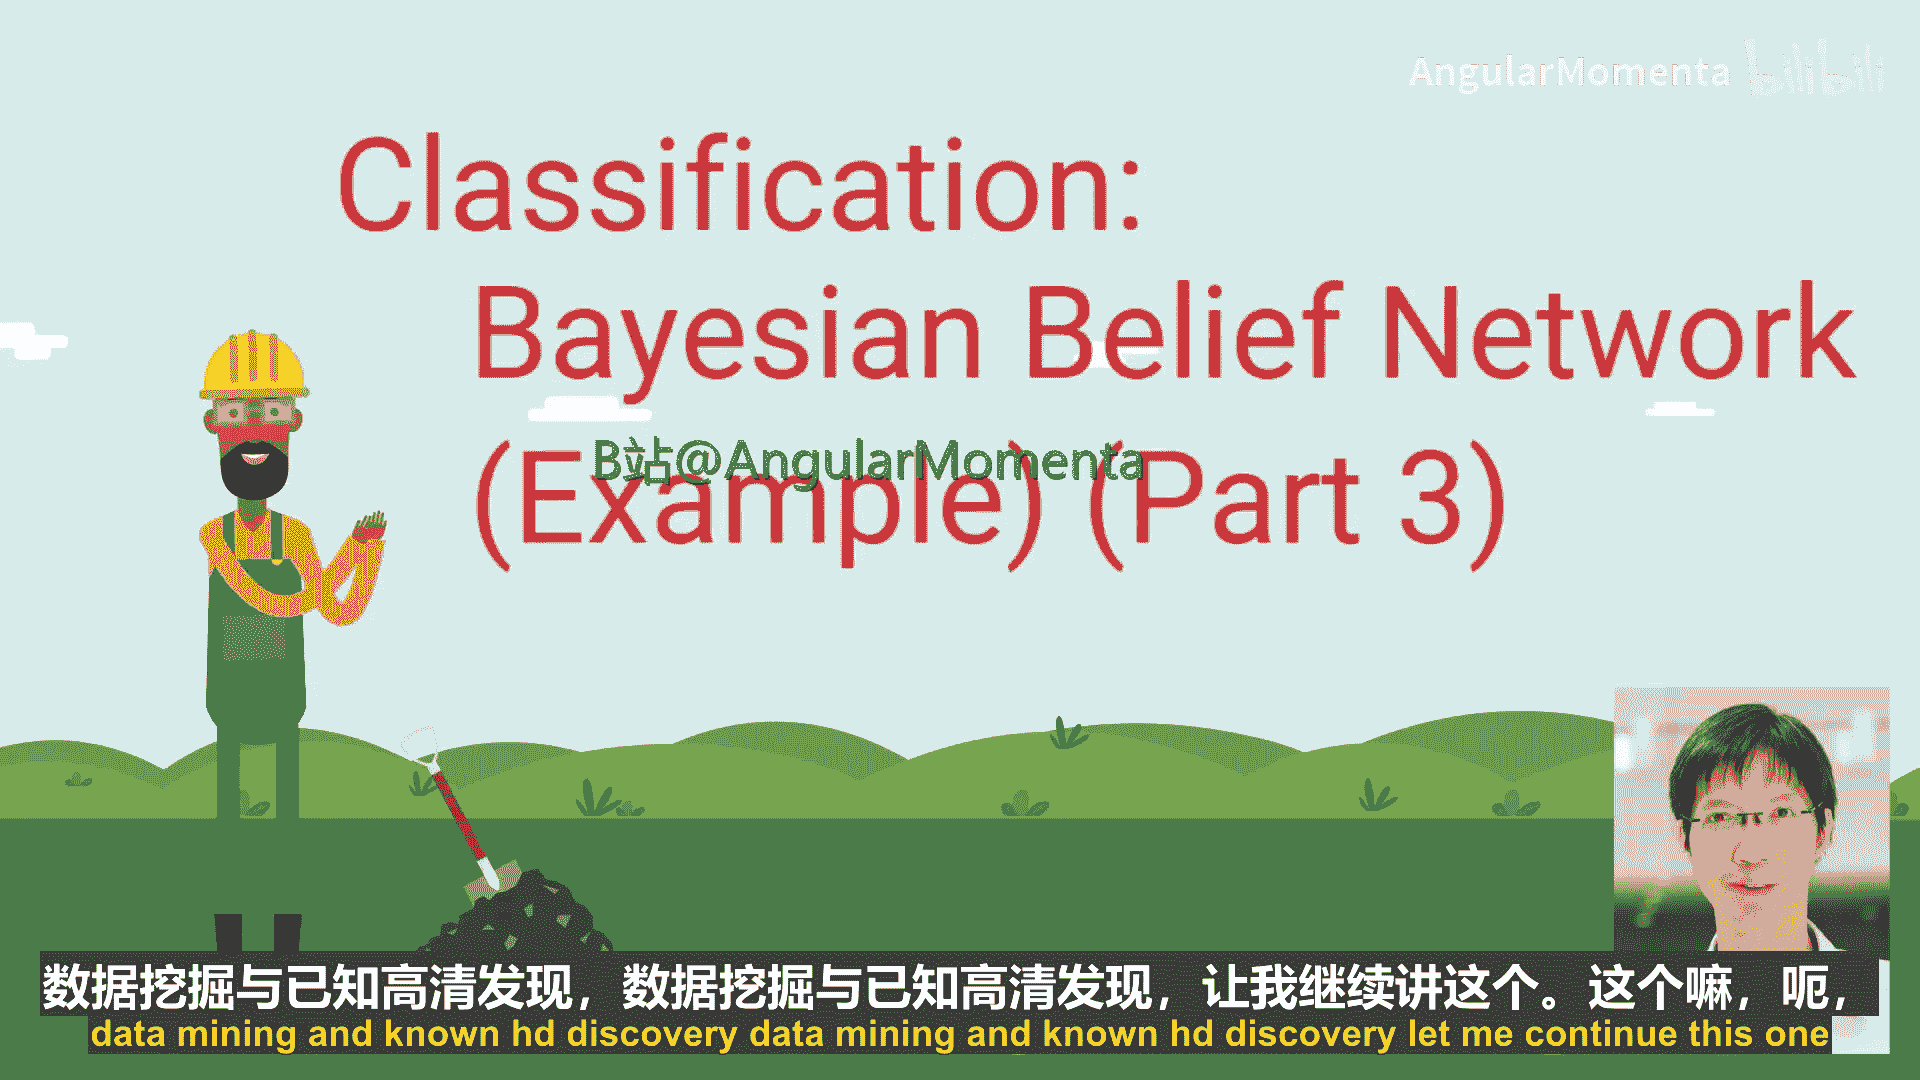 AngularMomenta bilibili
Classification:
Bayesian Belief Network
(Example) (Part 3)
B站@AngularMomenta
数据挖掘与已知高清发现，数据挖掘与已知高清发现，让我继续讲这个。这个嘛，呃，
data mining and known hd discovery data mining and known hd discovery let me continue this one